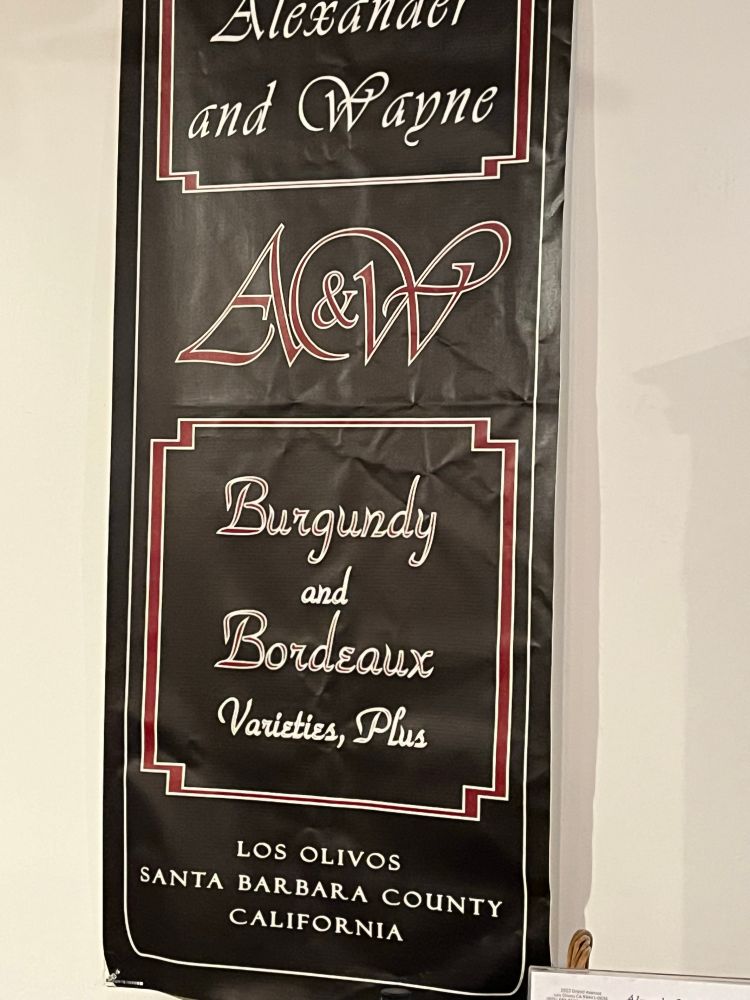 Alexander
and Wayne
A&W
Burgundy
and
Bordeaux
Varieties, Plus
LOS OLIVOS
SANTA BARBARA COUNTY
CALIFORNIA